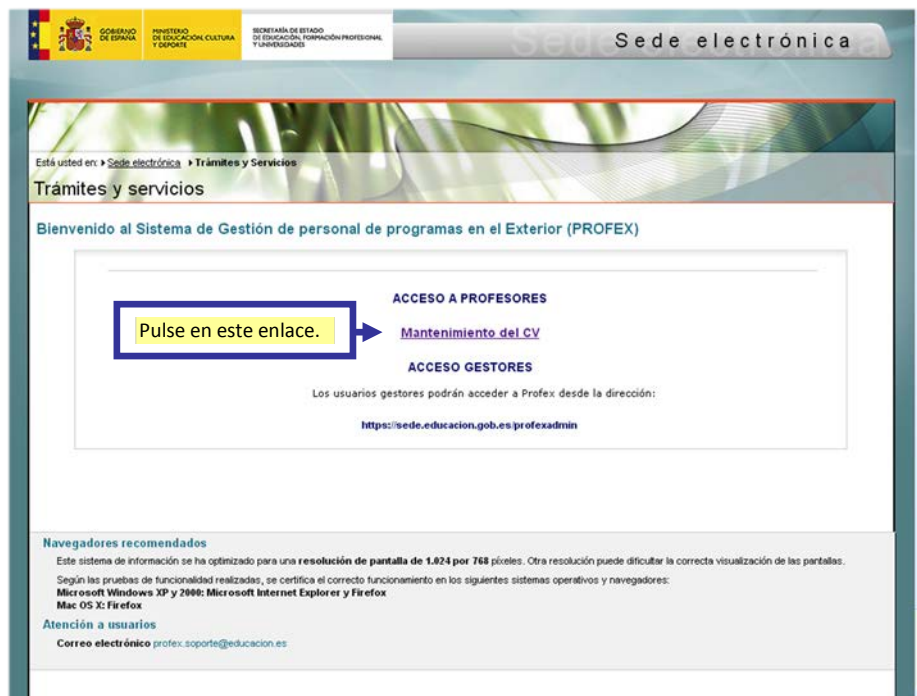 GOBIERNO
DE ESPAÑA
MINISTERIO
DE EDUCACIÓN, CULTURA
Y DEPORTE
SECRETARÍA DE ESTADO
DE EDUCACIÓN, FORMACIÓN PROFESIONAL
Y UNIVERSIDADES
Sede electrónica
Está usted en: Sede electrónica Trámites y Servicios
Trámites y servicios
Bienvenido al Sistema de Gestión de personal de programas en el Exterior (PROFEX)
ACCESO A PROFESORES
Pulse en este enlace.
Mantenimiento del CV
ACCESO GESTORES
Los usuarios gestores podrán acceder a Profex desde la dirección:
https://sede.educacion.gob.es/profexadmin
Navegadores recomendados
Este sistema de información se ha optimizado para una resolución de pantalla de 1.024 por 768 píxeles. Otra resolución puede dificultar la correcta visualización de las pantallas.
Según las pruebas de funcionalidad realizadas, se certifica el correcto funcionamiento en los siguientes sistemas operativos y navegadores:
Microsoft Windows XP y 2000: Microsoft Internet Explorer y Firefox
Mac OS X: Firefox
Atención a usuarios
Correo electrónico profex.soporte@educacion.es